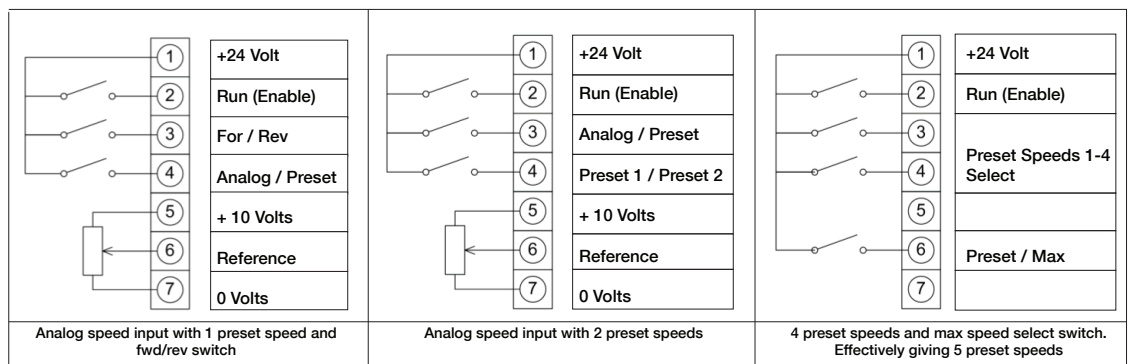 1 +24 Volt
2 Run (Enable)
3 For / Rev
4 Analog / Preset
5 + 10 Volts
6 Reference
7 0 Volts
Analog speed input with 1 preset speed and
fwd/rev switch
1 +24 Volt
2 Run (Enable)
3 Analog / Preset
4 Preset 1 / Preset 2
5 + 10 Volts
6 Reference
7 0 Volts
Analog speed input with 2 preset speeds
1 +24 Volt
2 Run (Enable)
3
Preset Speeds 1-4
4 Select
5
6 Preset / Max
7
4 preset speeds and max speed select switch.
Effectively giving 5 preset speeds